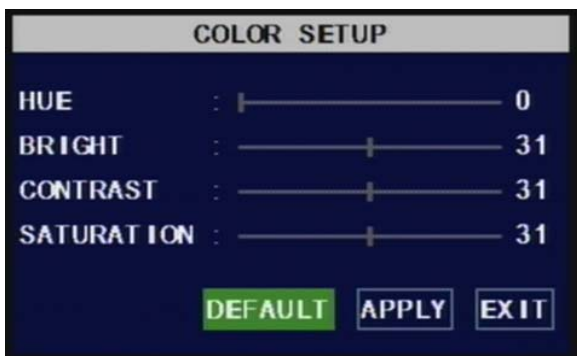 COLOR SETUP
HUE : 0
BRIGHT : 31
CONTRAST : 31
SATURATION : 31
DEFAULT APPLY EXIT